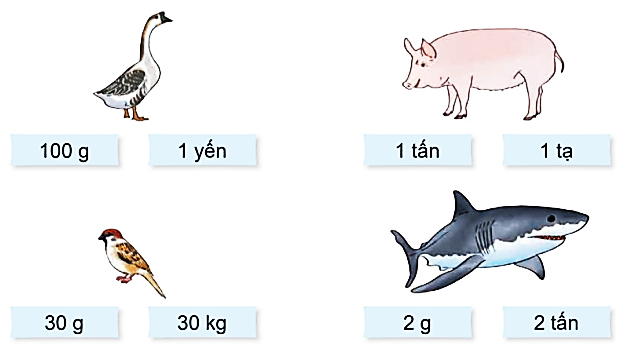 100 g 1 yến 1 tấn 1 tạ
30 g 30 kg 2 g 2 tấn